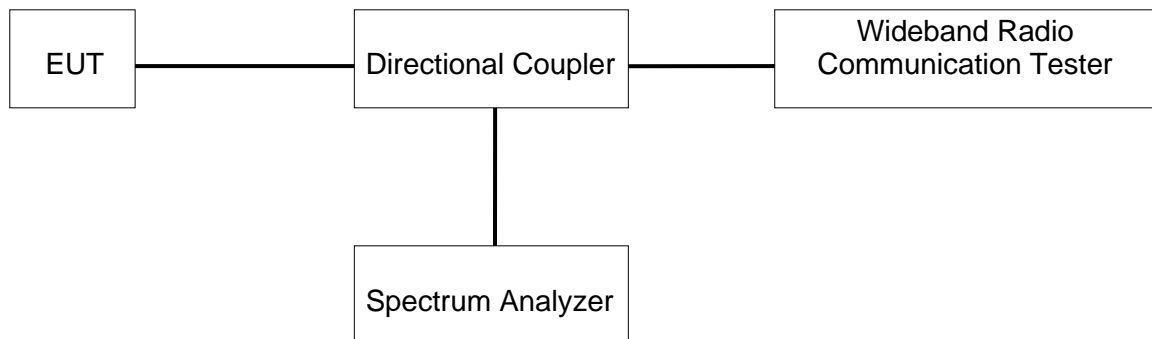 EUT
Directional Coupler
Wideband Radio
Communication Tester
Spectrum Analyzer